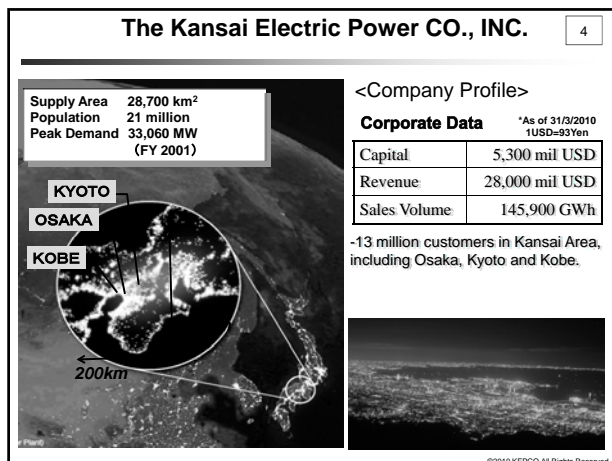 The Kansai Electric Power CO., INC.
4
Supply Area 28,700 km²
Population 21 million
Peak Demand 33,060 MW
(FY 2001)
KYOTO
OSAKA
KOBE
200km
r Plant)
<Company Profile>
Corporate Data
*As of 31/3/2010
1USD=93Yen
Capital 5,300 mil USD
Revenue 28,000 mil USD
Sales Volume 145,900 GWh
-13 million customers in Kansai Area,
including Osaka, Kyoto and Kobe.
©2010 KEPCO All Rights Reserved